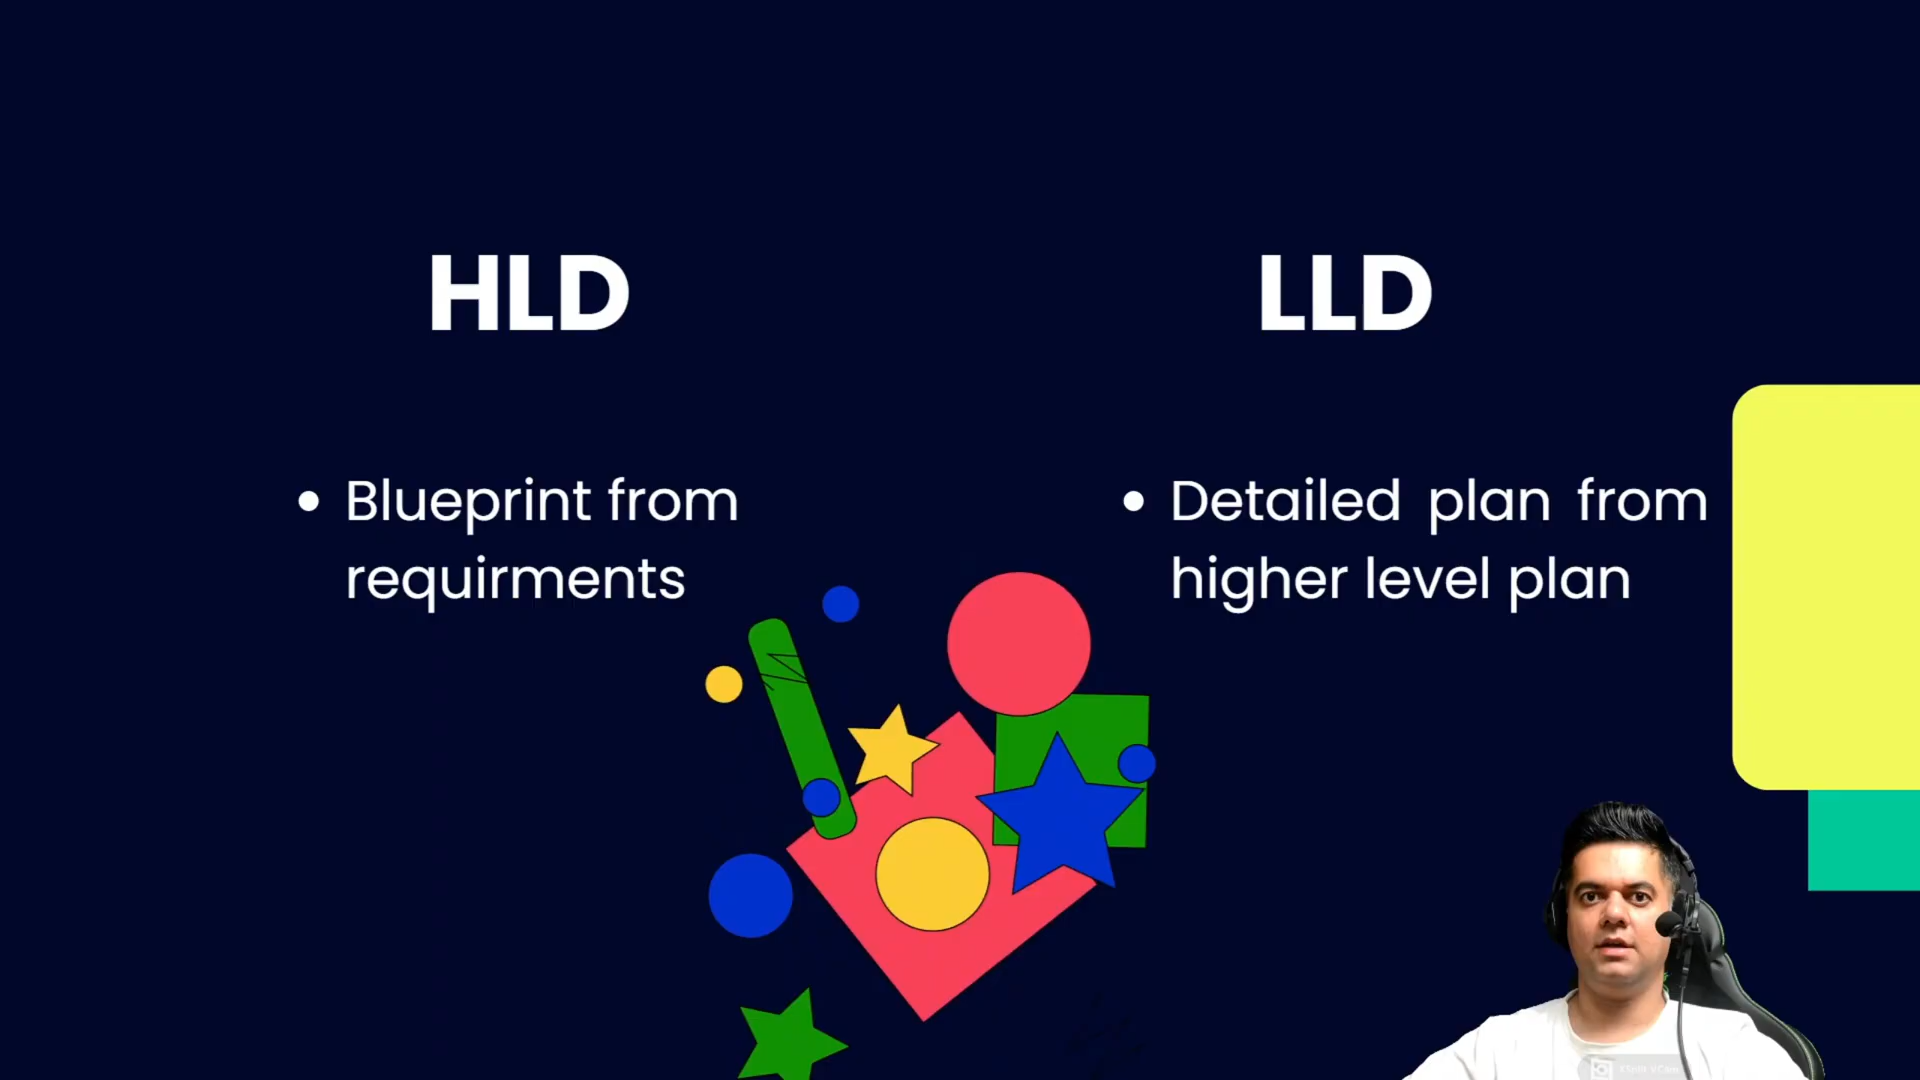 HLD
LLD
Blueprint from
requirments
Detailed plan from
higher level plan